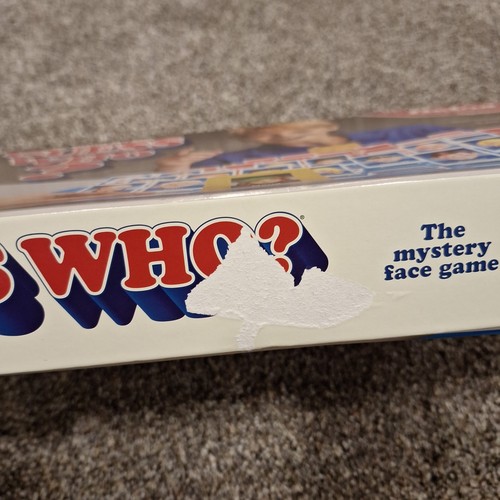 S WHO?
The
mystery
face game